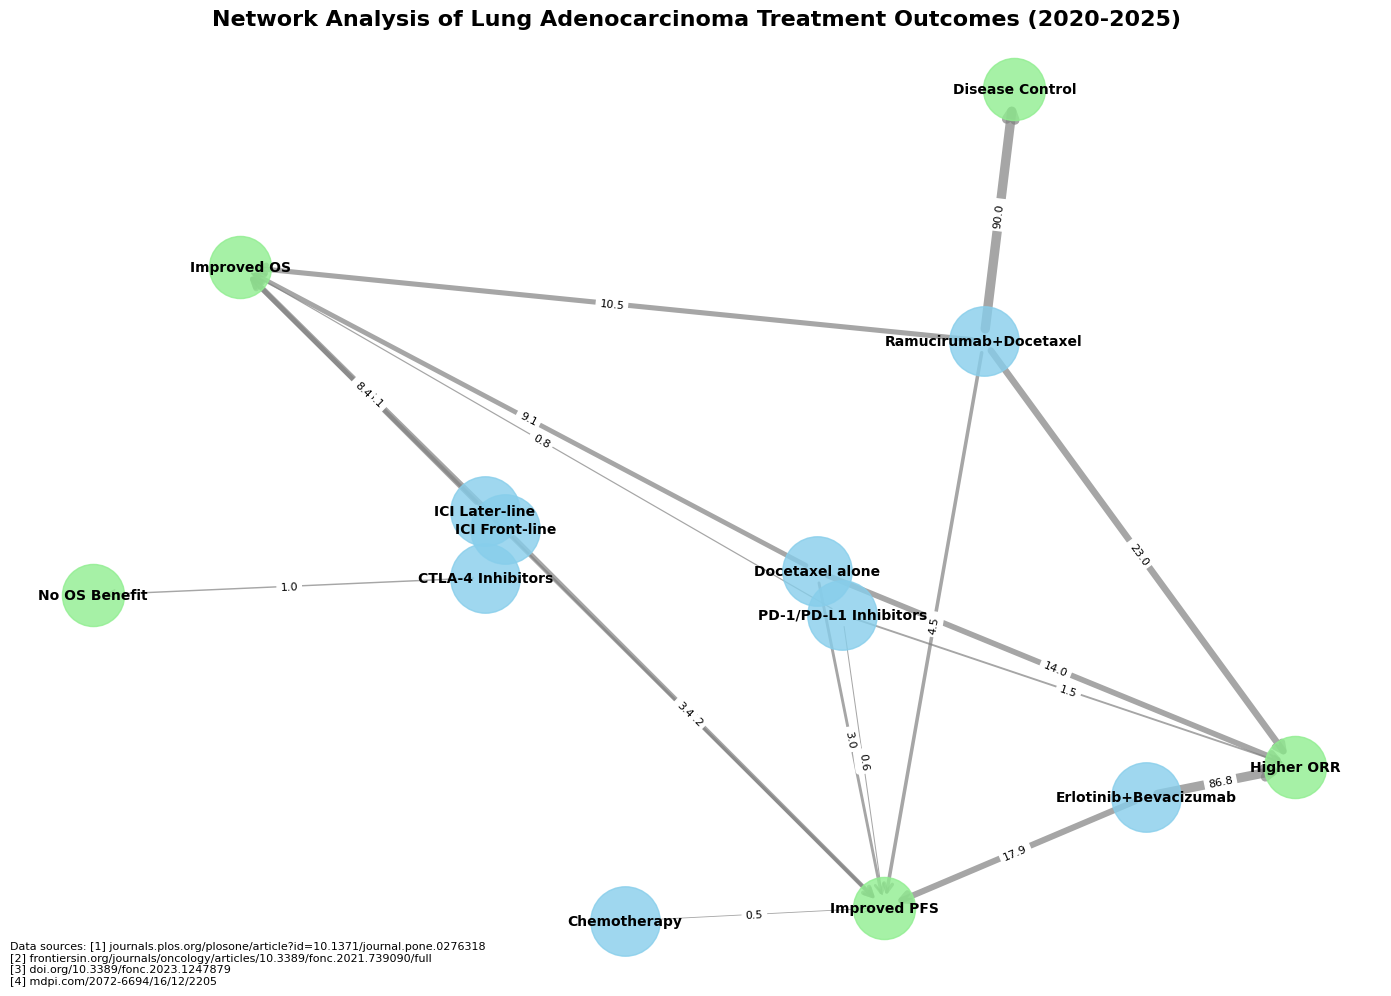 Network Analysis of Lung Adenocarcinoma Treatment Outcomes (2020-2025)
Disease Control
90.0
Improved OS
10.5
Ramucirumab+Docetaxel
8.4
.1
9.1
0.8
ICI Later-line
ICI Front-line
23.0
Docetaxel alone
CTLA-4 Inhibitors
1.0
No OS Benefit
PD-1/PD-L1 Inhibitors
4.5
14.0
1.5
3.4
.2
3.0
0.6
Higher ORR
86.8
Erlotinib+Bevacizumab
17.9
Improved PFS
0.5
Chemotherapy
Data sources: [1] journals.plos.org/plosone/article?id=10.1371/journal.pone.0276318
[2] frontiersin.org/journals/oncology/articles/10.3389/fonc.2021.739090/full
[3] doi.org/10.3389/fonc.2023.1247879
[4] mdpi.com/2072-6694/16/12/2205